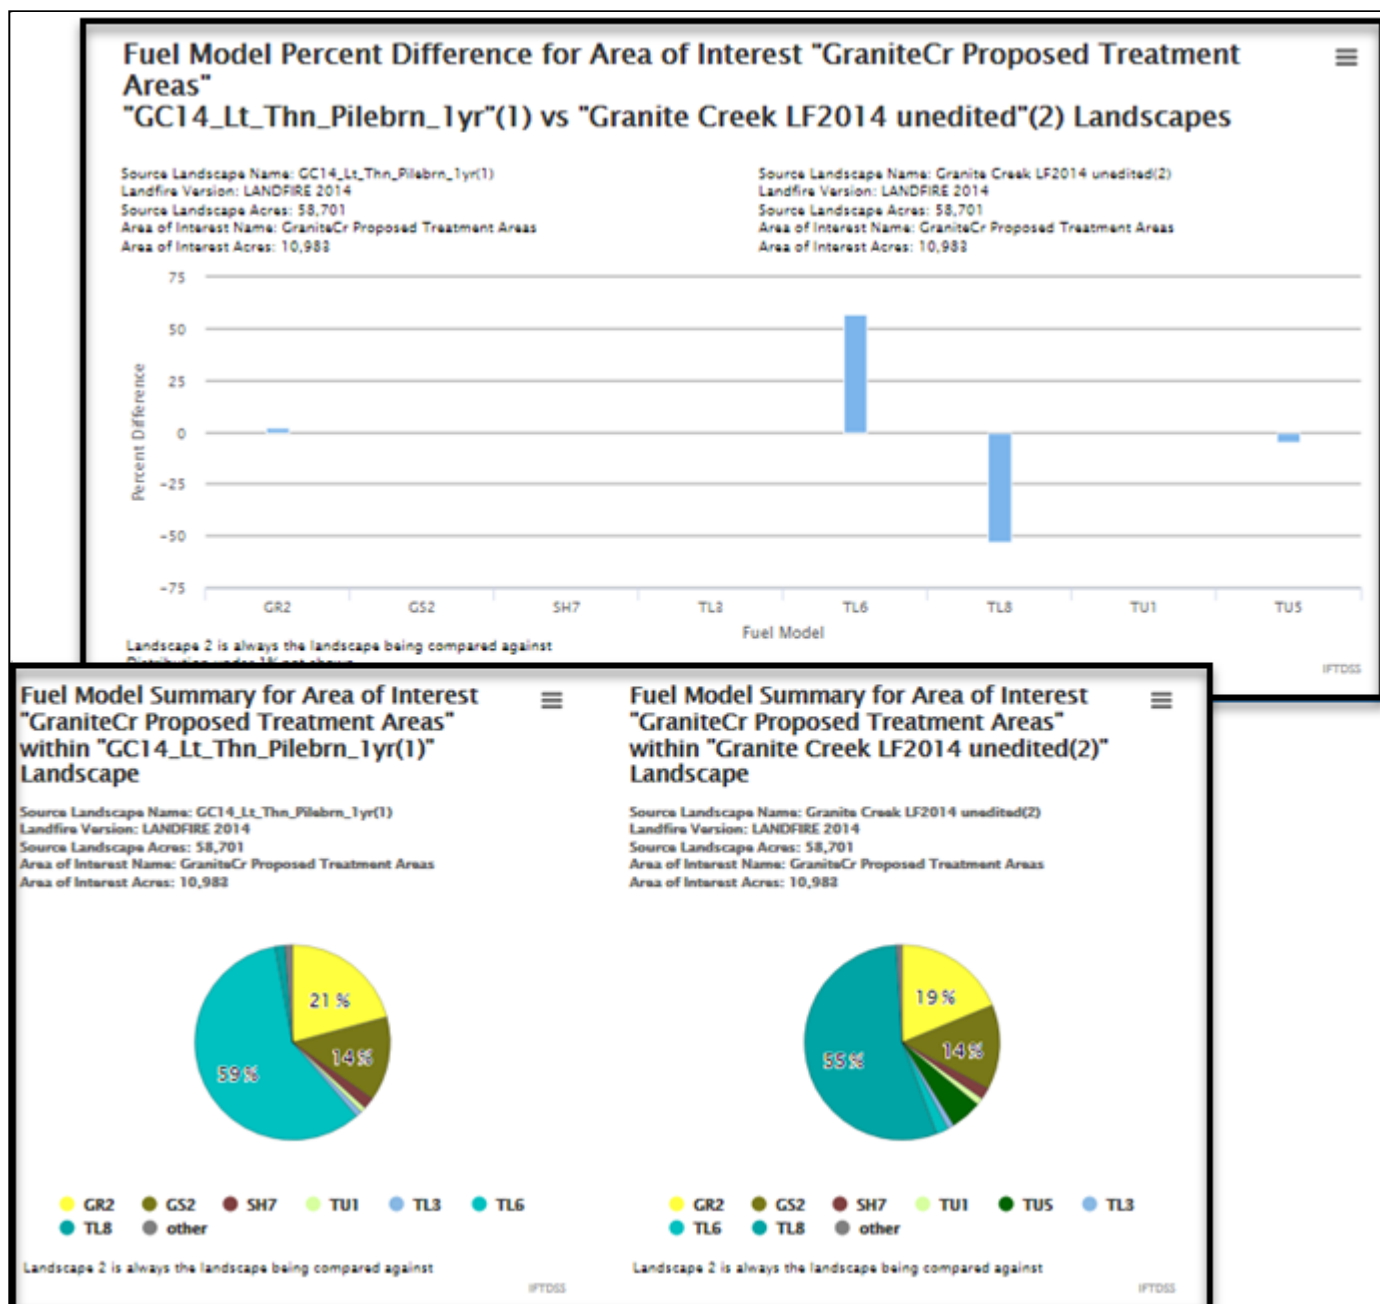 Fuel Model Percent Difference for Area of Interest "GraniteCr Proposed Treatment
Areas"
"GC14_Lt_Thn_Pilebrn_1yr"(1) vs "Granite Creek LF2014 unedited"(2) Landscapes
Source Landscape Name: GC14_Lt_Thn_Pilebrn_1yr(1)
Landfire Version: LANDFIRE 2014
Source Landscape Acres: 58,701
Area of Interest Name: GraniteCr Proposed Treatment Areas
Area of Interest Acres: 10,983
Source Landscape Name: Granite Creek LF2014 unedited(2)
Landfire Version: LANDFIRE 2014
Source Landscape Acres: 58,701
Area of Interest Name: GraniteCr Proposed Treatment Areas
Area of Interest Acres: 10,983
Percent Difference
75
50
25
0
-25
-50
-75
GR2 GS2 SH7 TL3 TL6 TL8 TU1 TU5
Fuel Model
Landscape 2 is always the landscape being compared against
Distribution under 1% not shown
IFTDSS
Fuel Model Summary for Area of Interest
"GraniteCr Proposed Treatment Areas"
within "GC14_Lt_Thn_Pilebrn_1yr(1)"
Landscape
Source Landscape Name: GC14_Lt_Thn_Pilebrn_1yr(1)
Landfire Version: LANDFIRE 2014
Source Landscape Acres: 58,701
Area of Interest Name: GraniteCr Proposed Treatment Areas
Area of Interest Acres: 10,983
21 %
14 %
59 %
GR2 GS2 SH7 TU1 TL3 TL6
TL8 other
Landscape 2 is always the landscape being compared against
IFTDSS
Fuel Model Summary for Area of Interest
"GraniteCr Proposed Treatment Areas"
within "Granite Creek LF2014 unedited(2)"
Landscape
Source Landscape Name: Granite Creek LF2014 unedited(2)
Landfire Version: LANDFIRE 2014
Source Landscape Acres: 58,701
Area of Interest Name: GraniteCr Proposed Treatment Areas
Area of Interest Acres: 10,983
19 %
14 %
55 %
GR2 GS2 SH7 TU1 TU5 TL3
TL6 TL8 other
Landscape 2 is always the landscape being compared against
IFTDSS